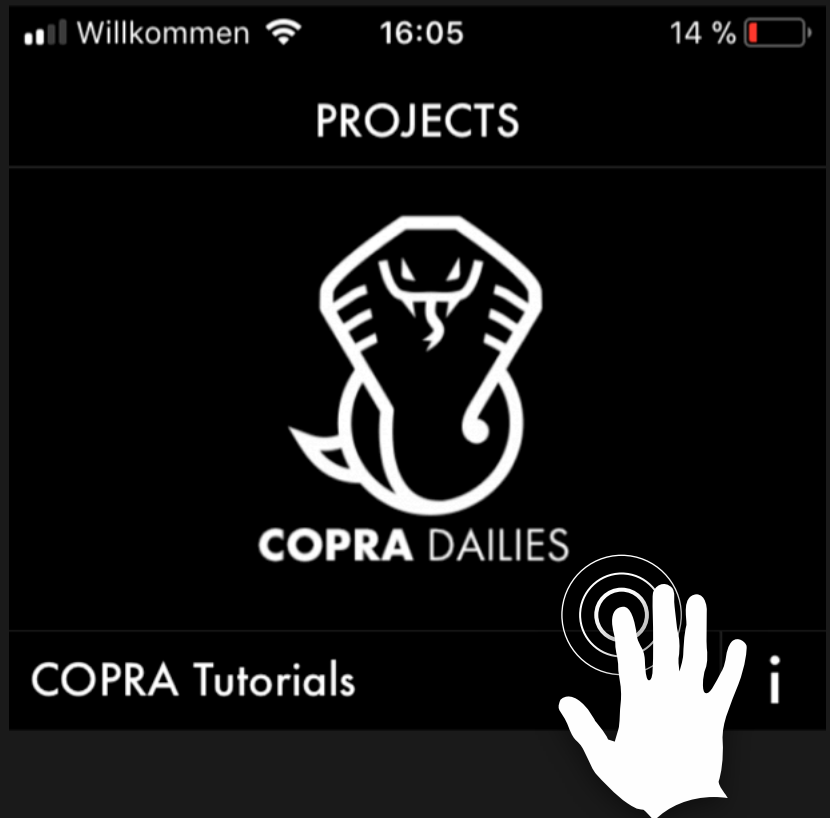 Willkommen 16:05 14 %
PROJECTS
COPRA DAILIES
COPRA Tutorials i